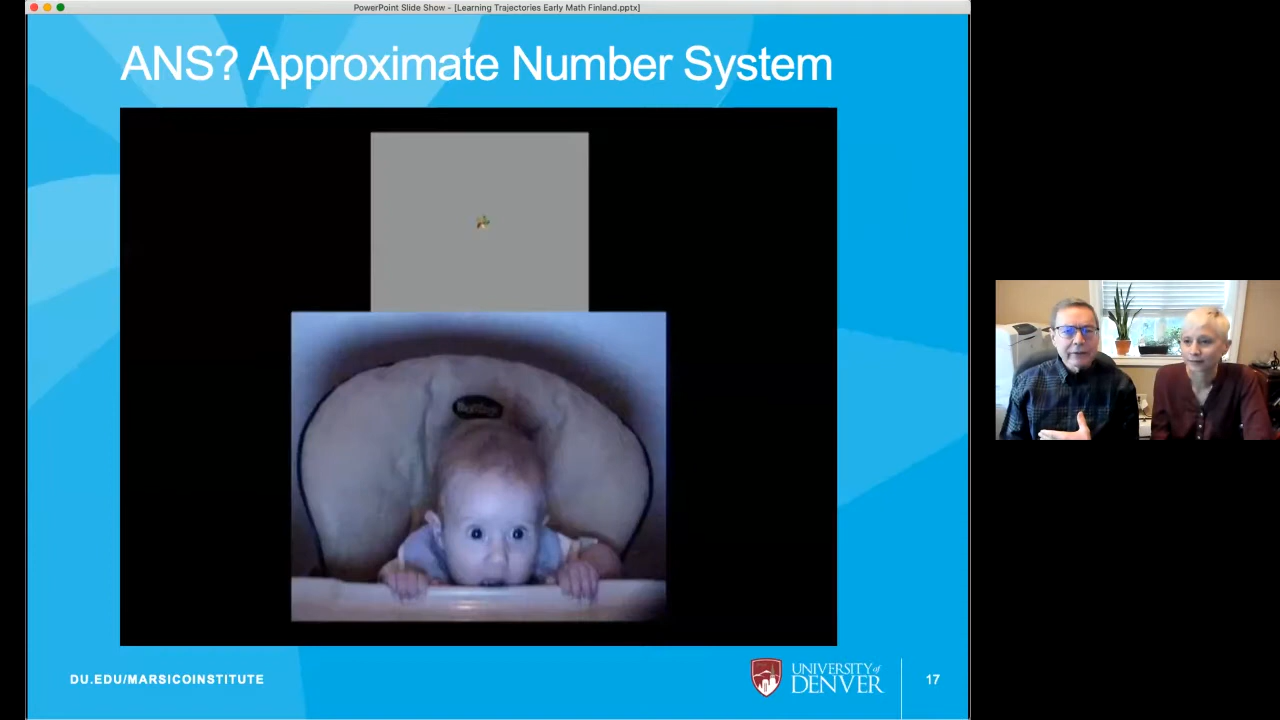 PowerPoint Slide Show - [Learning Trajectories Early Math Finland.pptx]
ANS? Approximate Number System
DU.EDU/MARSICOINSTITUTE
UNIVERSITY of
DENVER
17